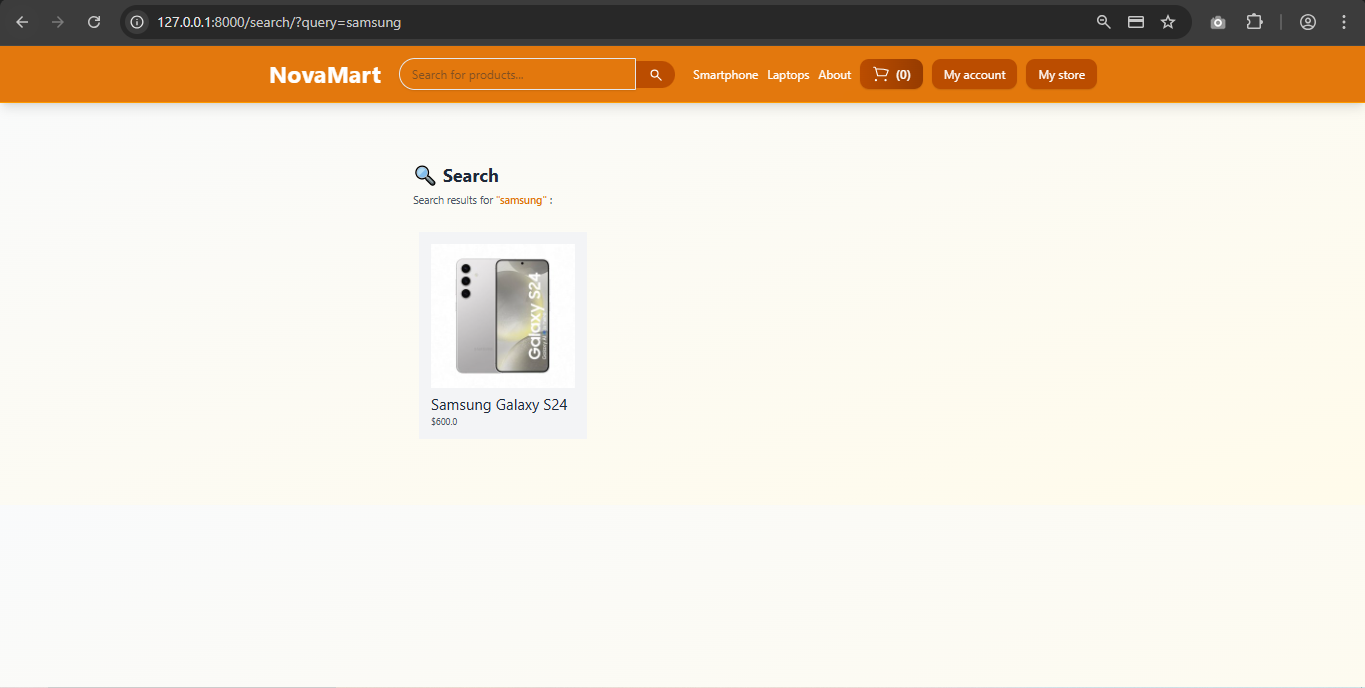 127.0.0.1:8000/search/?query=samsung
NovaMart
Search for products...
Smartphone Laptops About (0) My account My store
🔍 Search
Search results for "samsung" :
Galaxy S24
Samsung Galaxy S24
$600.0